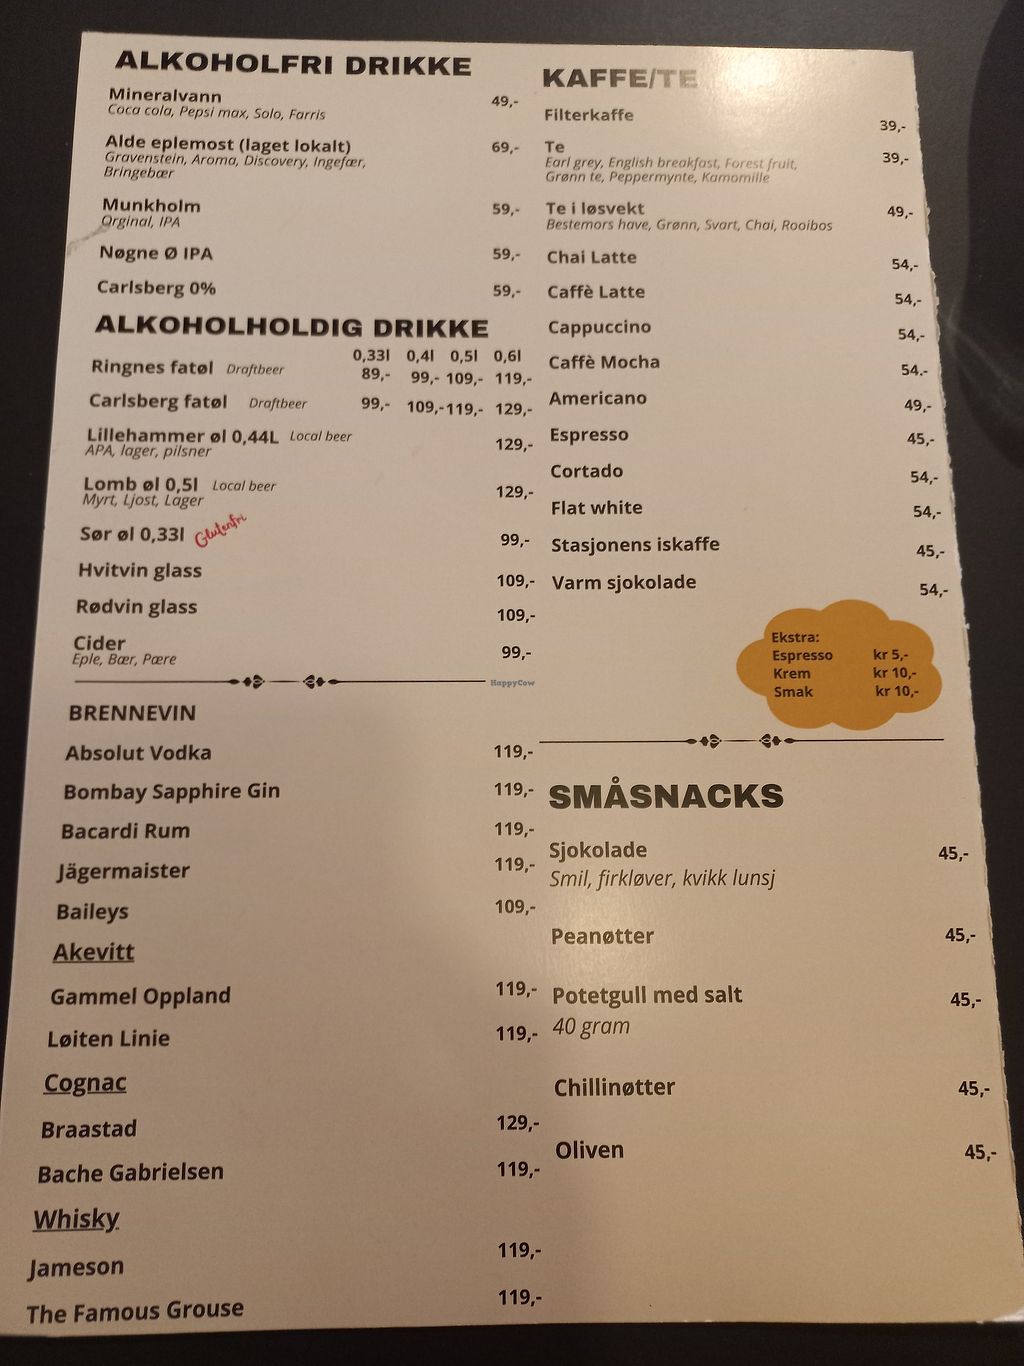 ALKOHOLFRI DRIKKE
Mineralvann 49,-
Coca cola, Pepsi max, Solo, Farris
Alde eplemost (laget lokalt) 69,-
Gravenstein, Aroma, Discovery, Ingefær,
Bringebær
Munkholm 59,-
Orginal, IPA
Nøgne Ø IPA 59,-
Carlsberg 0% 59,-
ALKOHOLHOLDIG DRIKKE
0,33l 0,4l 0,5l 0,6l
Ringnes fatøl Draftbeer 89,- 99,- 109,- 119,-
Carlsberg fatøl Draftbeer 99,- 109,- 119,- 129,-
Lillehammer øl 0,44L Local beer 129,-
APA, lager, pilsner
Lomb øl 0,5l Local beer 129,-
Myrt, Ljost, Lager
Sør øl 0,33l Glutenfri 99,-
Hvitvin glass 109,-
Rødvin glass 109,-
Cider 99,-
Eple, Bær, Pære
HappyCow
BRENNEVIN
Absolut Vodka 119,-
Bombay Sapphire Gin 119,-
Bacardi Rum 119,-
Jägermaister 119,-
Baileys 109,-
Akevitt
Gammel Oppland 119,-
Løiten Linie 119,-
Cognac
Braastad 129,-
Bache Gabrielsen 119,-
Whisky
Jameson 119,-
The Famous Grouse 119,-
KAFFE/TE
Filterkaffe 39,-
Te 39,-
Earl grey, English breakfast, Forest fruit,
Grønn te, Peppermynte, Kamomille
Te i løsvekt 49,-
Bestemors have, Grønn, Svart, Chai, Rooibos
Chai Latte 54,-
Caffè Latte 54,-
Cappuccino 54,-
Caffè Mocha 54.-
Americano 49,-
Espresso 45,-
Cortado 54,-
Flat white 54,-
Stasjonens iskaffe 45,-
Varm sjokolade 54,-
Ekstra:
Espresso kr 5,-
Krem kr 10,-
Smak kr 10,-
SMÅSNACKS
Sjokolade 45,-
Smil, firkløver, kvikk lunsj
Peanøtter 45,-
Potetgull med salt 45,-
40 gram
Chillinøtter 45,-
Oliven 45,-